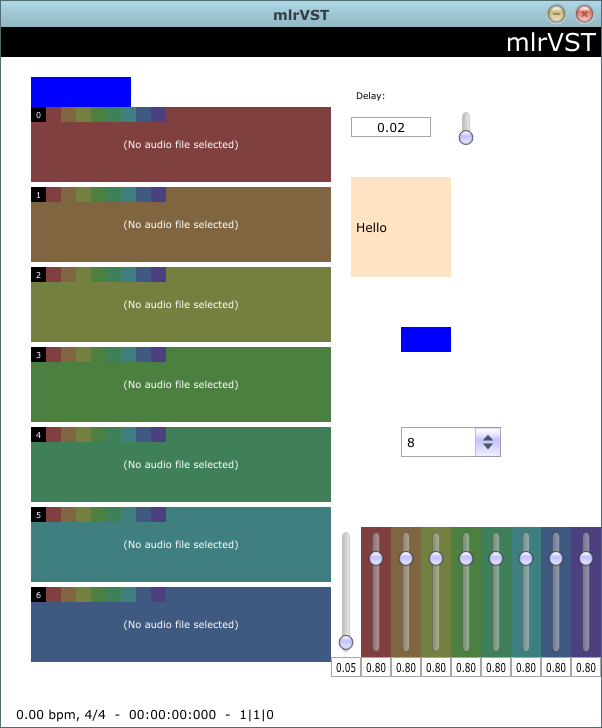 mlrVST
mlrVST
Delay:
0.02
0
(No audio file selected)
1
(No audio file selected)
Hello
2
(No audio file selected)
3
(No audio file selected)
4
(No audio file selected)
8
5
(No audio file selected)
6
(No audio file selected)
0.05 0.80 0.80 0.80 0.80 0.80 0.80 0.80 0.80
0.00 bpm, 4/4 - 00:00:00:000 - 1|1|0